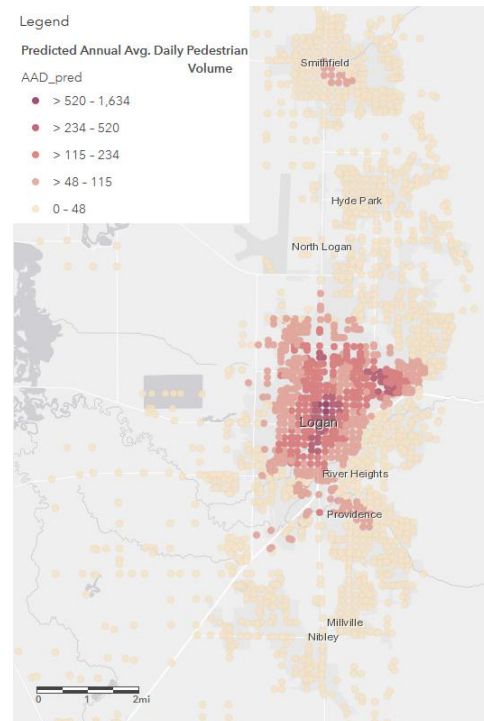 Legend
Predicted Annual Avg. Daily Pedestrian
Volume
AAD_pred
> 520 - 1,634
> 234 - 520
> 115 - 234
> 48 - 115
0 - 48
Smithfield
Hyde Park
North Logan
Logan
River Heights
Providence
Millville
Nibley
0 1 2mi